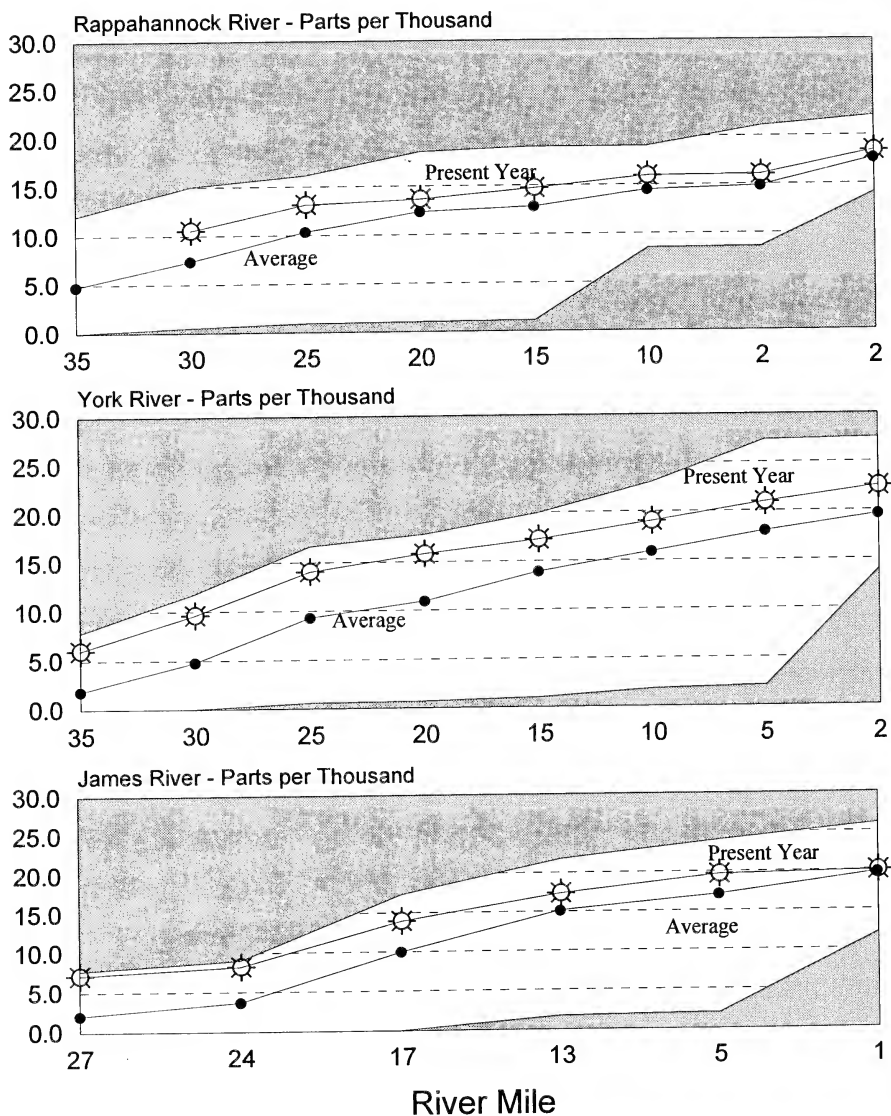 Rappahannock River - Parts per Thousand
30.0
25.0
20.0
15.0
10.0
5.0
0.0
Present Year
Average
35 30 25 20 15 10 2 2
York River - Parts per Thousand
30.0
25.0
20.0
15.0
10.0
5.0
0.0
Present Year
Average
35 30 25 20 15 10 5 2
James River - Parts per Thousand
30.0
25.0
20.0
15.0
10.0
5.0
0.0
Present Year
Average
27 24 17 13 5 1
River Mile